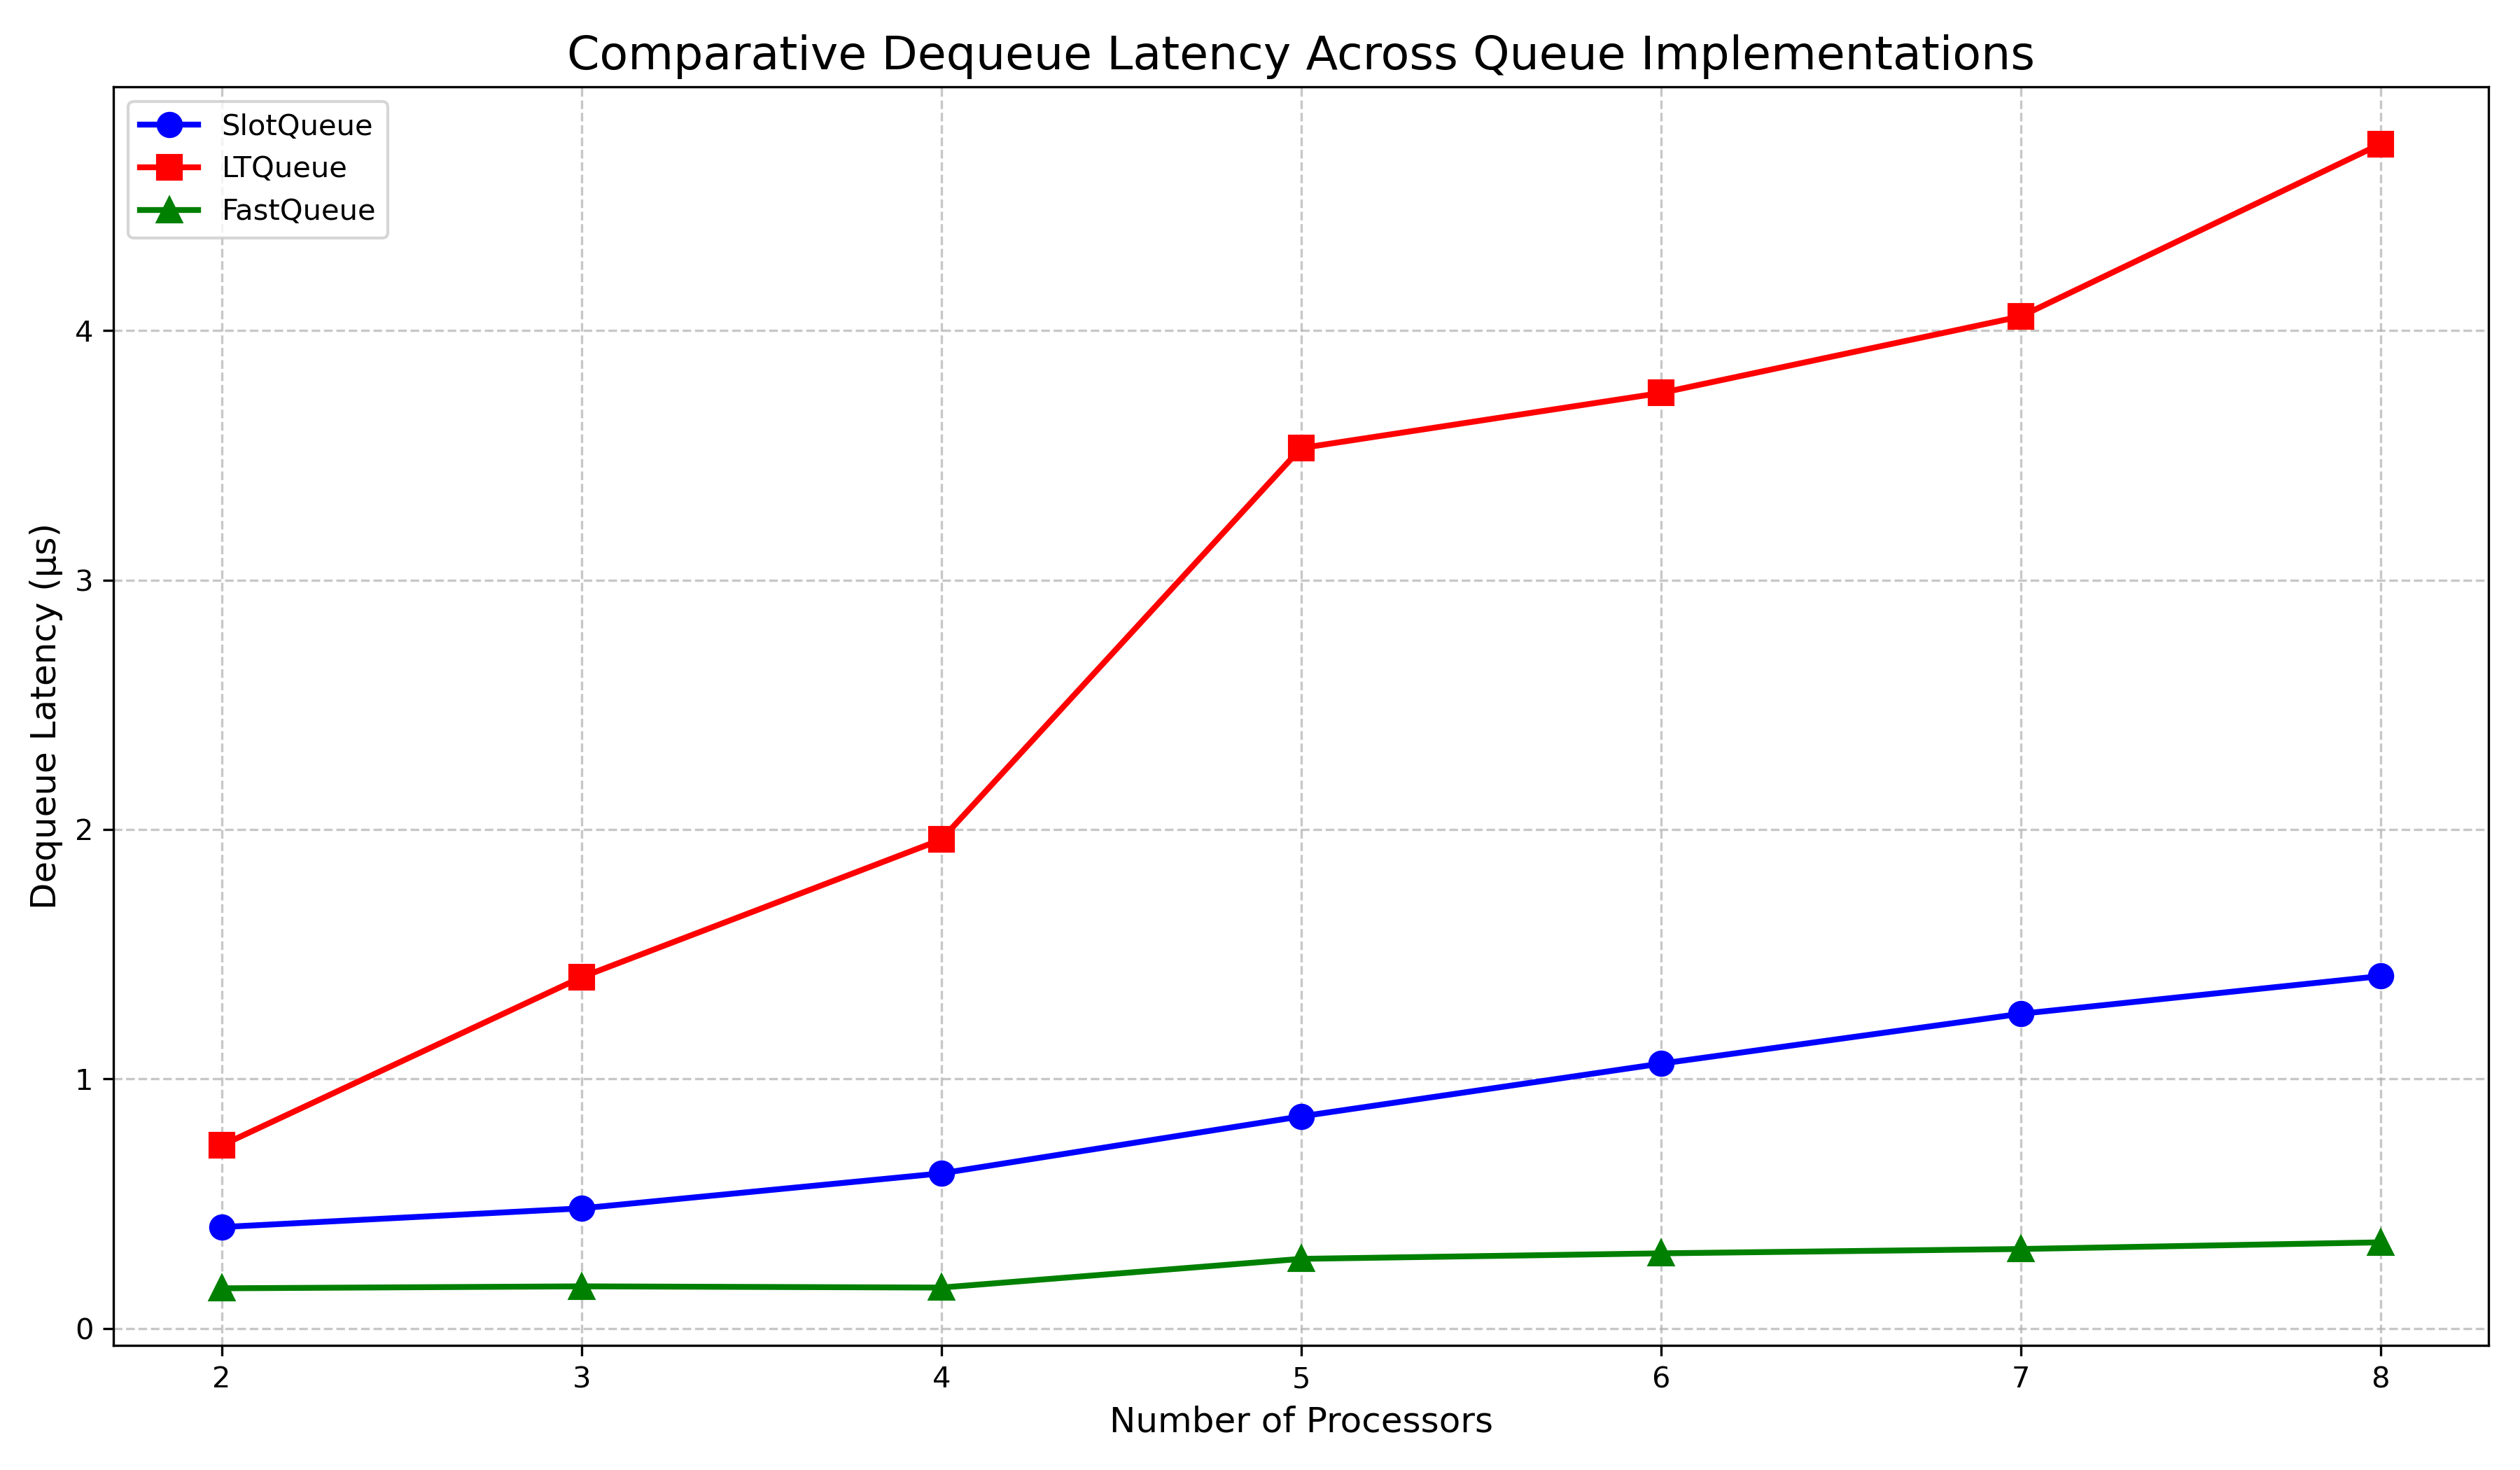 Comparative Dequeue Latency Across Queue Implementations
SlotQueue
LTQueue
FastQueue
Dequeue Latency (µs)
4
3
2
1
0
2 3 4 5 6 7 8
Number of Processors